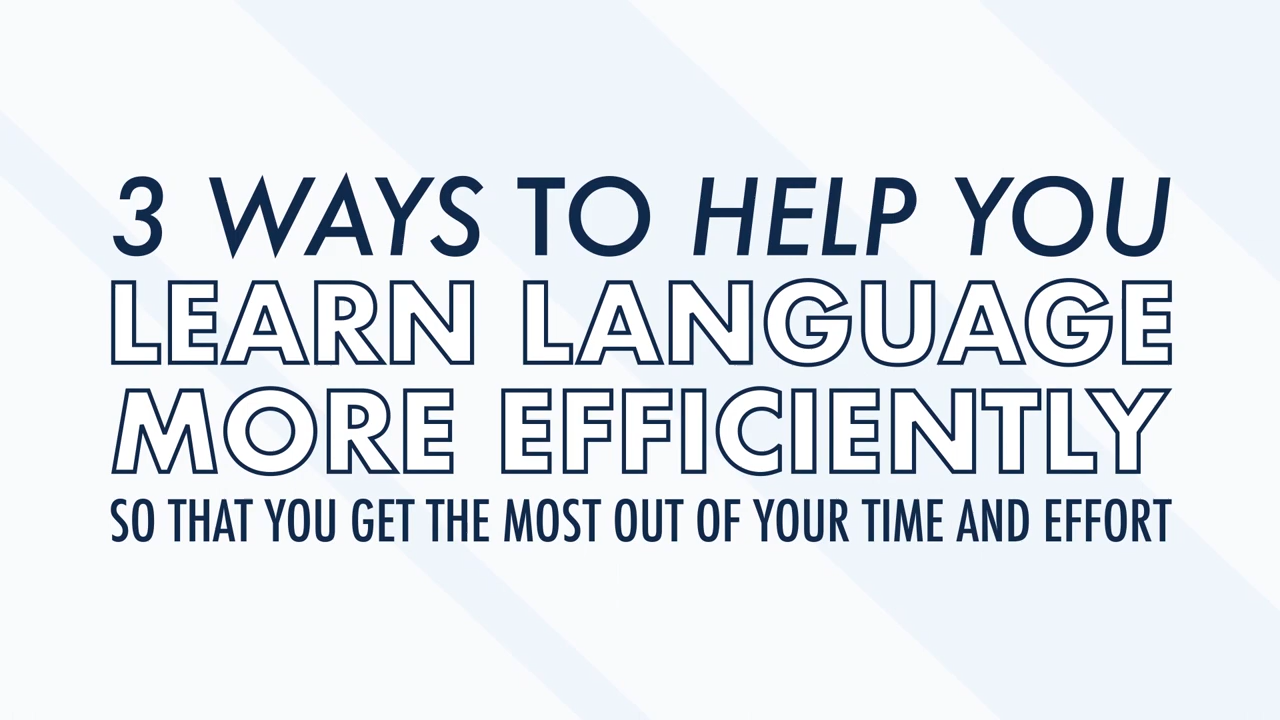 3 WAYS TO HELP YOU
LEARN LANGUAGE
MORE EFFICIENTLY
SO THAT YOU GET THE MOST OUT OF YOUR TIME AND EFFORT